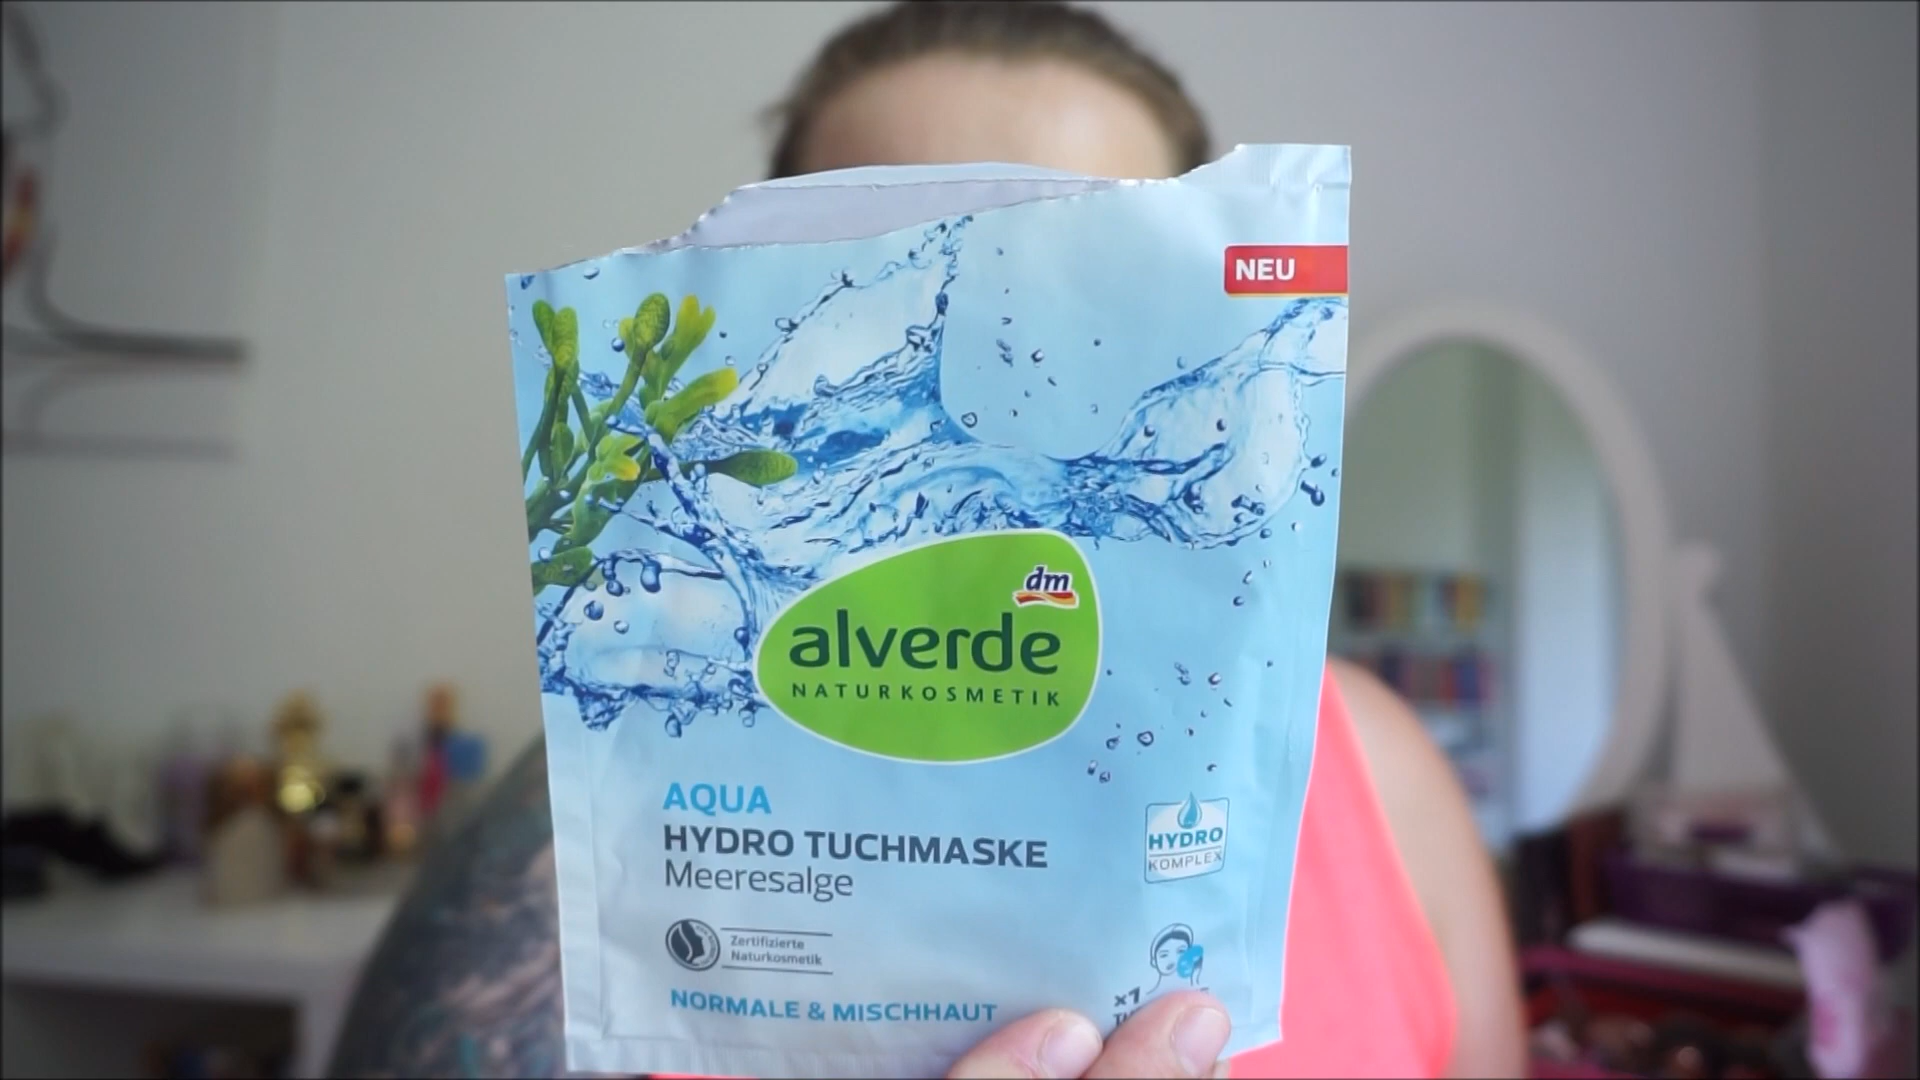 NEU
dm
alverde
NATURKOSMETIK
AQUA
HYDRO TUCHMASKE
Meeresalge
HYDRO
KOMPLEX
Zertifizierte
Naturkosmetik
x1
NORMALE & MISCHHAUT